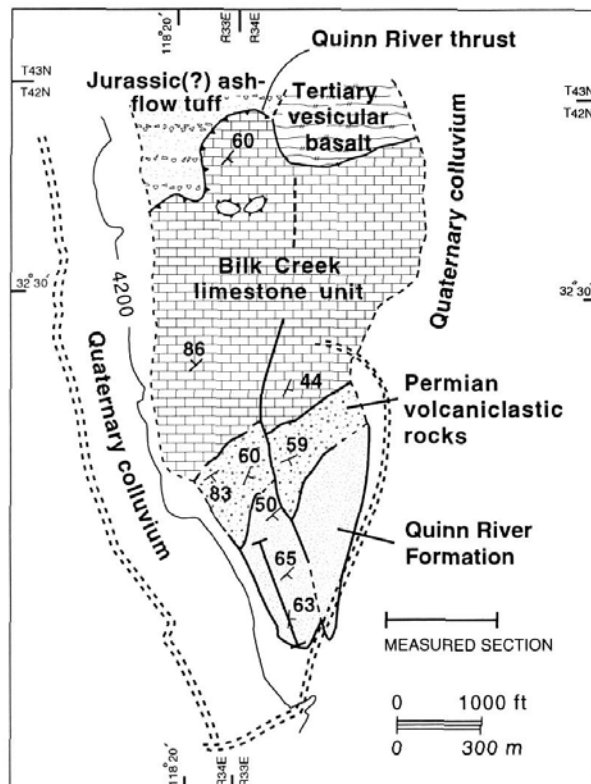 118°20'
R33E
R34E
Quinn River thrust
T43N
T42N
Jurassic(?) ash-
flow tuff
Tertiary
vesicular
basalt
T43N
T42N
60
Quaternary colluvium
Bilk Creek
limestone unit
32°30'
32°30'
4200
86
44
Quaternary colluvium
Permian
volcaniclastic
rocks
59
60
83
50
Quinn River
Formation
65
63
MEASURED SECTION
0 1000 ft
0 300 m
118°20'
R34E
R33E